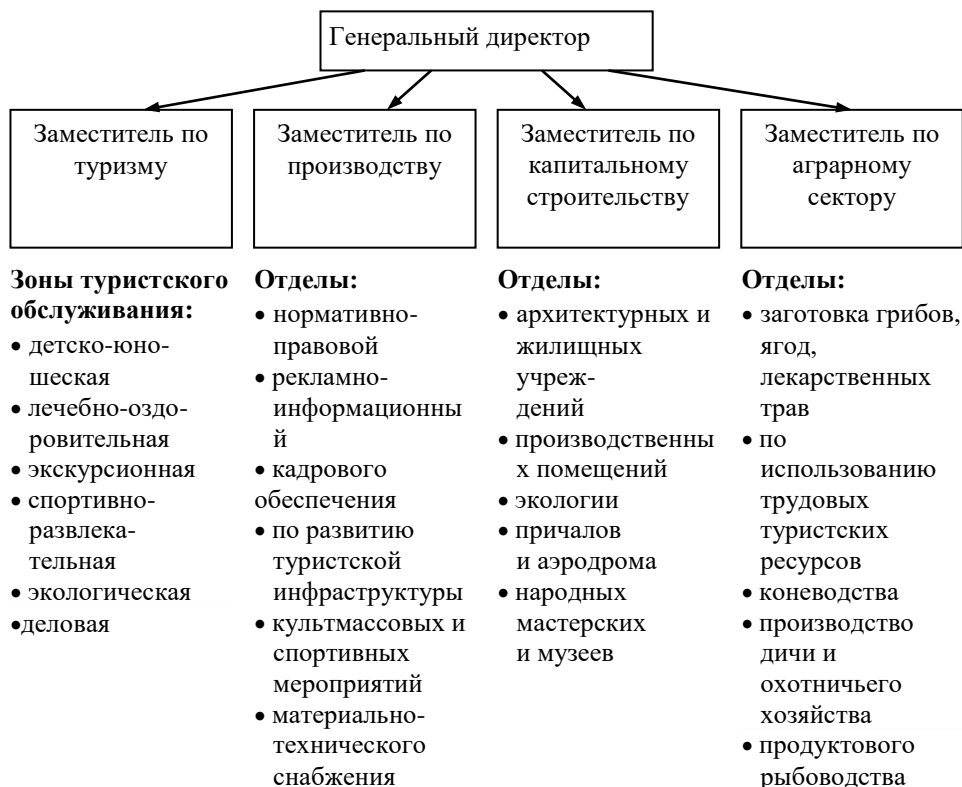 Генеральный директор
Заместитель по
туризму
Заместитель по
производству
Заместитель по
капитальному
строительству
Заместитель по
аграрному
сектору
Зоны туристского
обслуживания:
• детско-юно-
шеская
• лечебно-оздо-
ровительная
• экскурсионная
• спортивно-
развлека-
тельная
• экологическая
•деловая
Отделы:
• нормативно-
правовой
• рекламно-
информационны
й
• кадрового
обеспечения
• по развитию
туристской
инфраструктуры
• культмассовых и
спортивных
мероприятий
• материально-
технического
снабжения
Отделы:
• архитектурных и
жилищных
учреж-
дений
• производственны
х помещений
• экологии
• причалов
и аэродрома
• народных
мастерских
и музеев
Отделы:
• заготовка грибов,
ягод,
лекарственных
трав
• по
использованию
трудовых
туристских
ресурсов
• коневодства
• производство
дичи и
охотничьего
хозяйства
• продуктового
рыбоводства